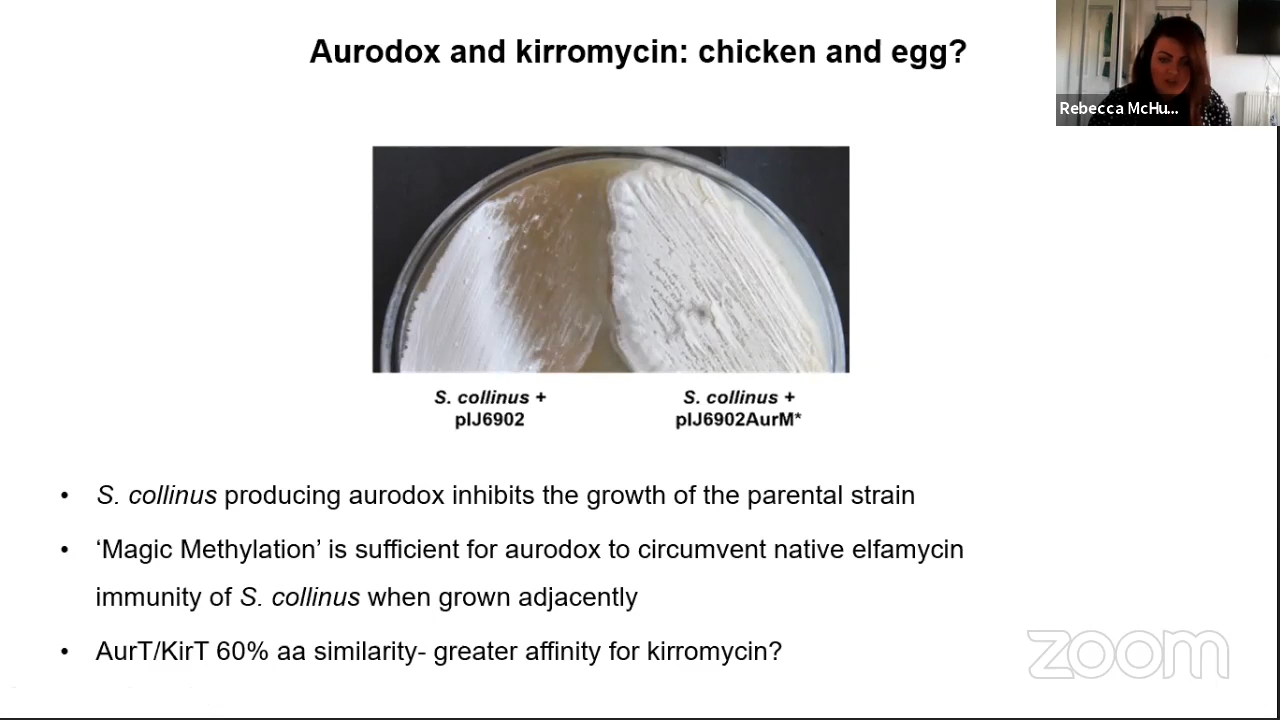 Aurodox and kirromycin: chicken and egg?
Rebecca McHu...
S. collinus +
pIJ6902
S. collinus +
pIJ6902AurM*
• S. collinus producing aurodox inhibits the growth of the parental strain
• ‘Magic Methylation’ is sufficient for aurodox to circumvent native elfamycin
immunity of S. collinus when grown adjacently
• AurT/KirT 60% aa similarity- greater affinity for kirromycin?
zoom